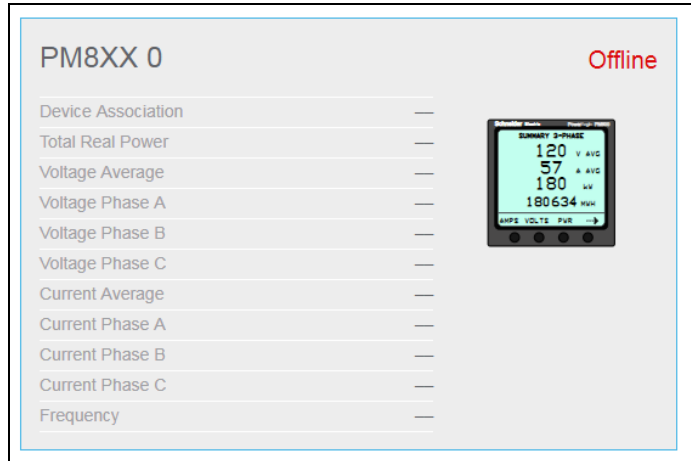 PM8XX 0
Offline
Device Association —
Total Real Power —
Voltage Average —
Voltage Phase A —
Voltage Phase B —
Voltage Phase C —
Current Average —
Current Phase A —
Current Phase B —
Current Phase C —
Frequency —
SUMMARY 3-PHASE
120 V AVG
57 A AVG
180 kW
180634 MWH
AMPS VOLTS PWR -->